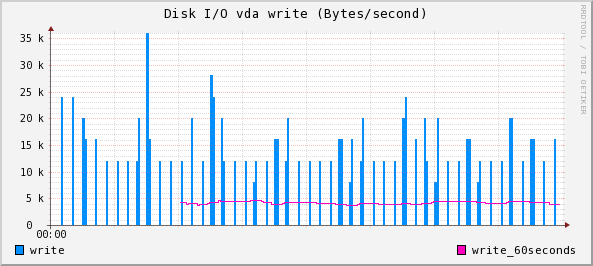 Disk I/O vda write (Bytes/second)
RRDTOOL / TOBI OETIKER
35 k
30 k
25 k
20 k
15 k
10 k
5 k
0
00:00
write
write_60seconds